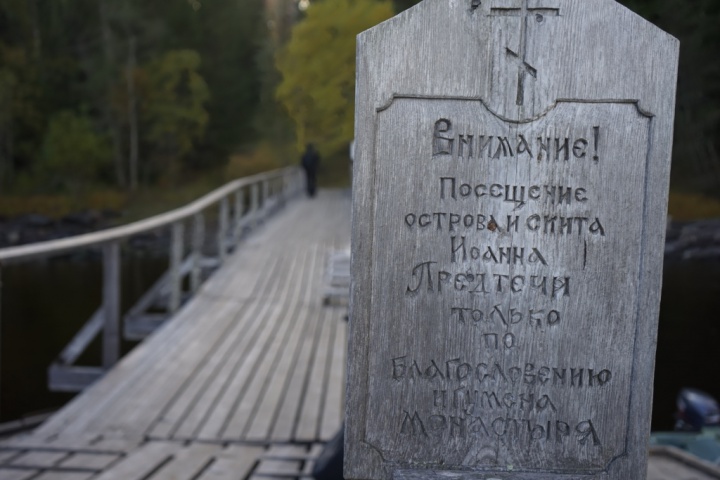 Внимание!
Посещение
острова и скита
Иоанна
Предтечи
только
по
благословению
игумена
монастыря